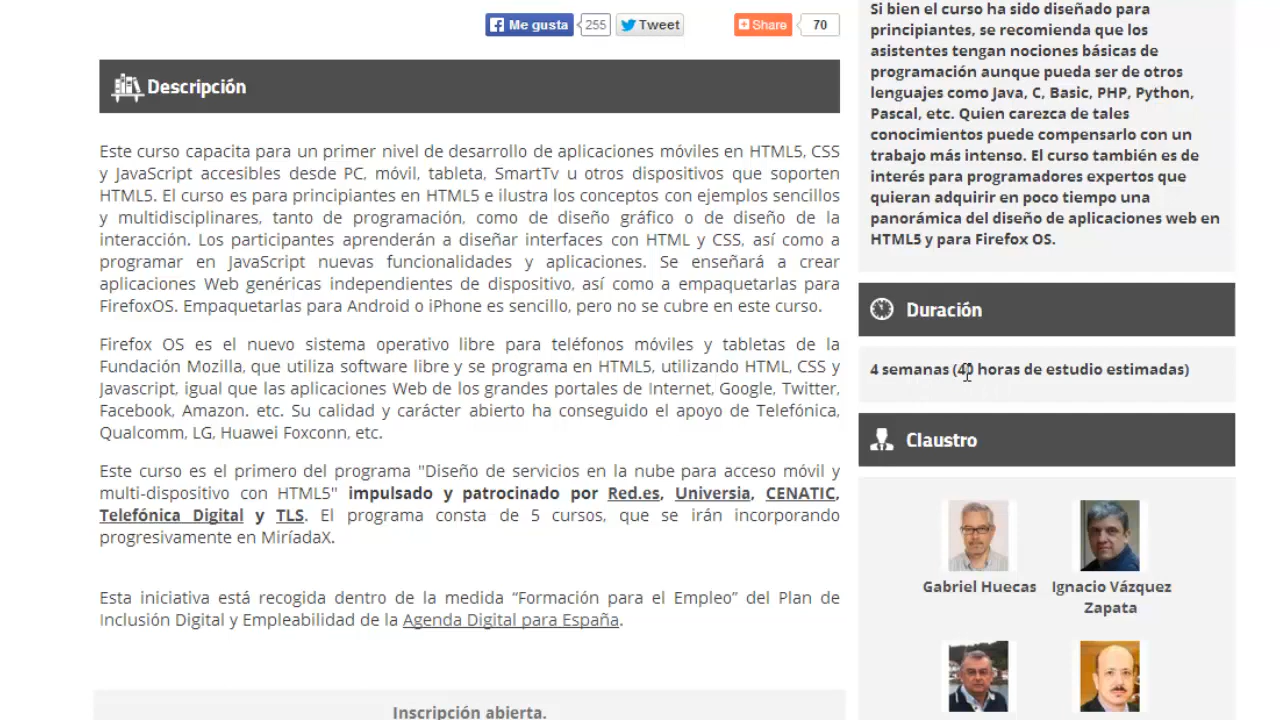 Me gusta 255 Tweet Share 70
Descripción
Este curso capacita para un primer nivel de desarrollo de aplicaciones móviles en HTML5, CSS
y JavaScript accesibles desde PC, móvil, tableta, SmartTv u otros dispositivos que soporten
HTML5. El curso es para principiantes en HTML5 e ilustra los conceptos con ejemplos sencillos
y multidisciplinares, tanto de programación, como de diseño gráfico o de diseño de la
interacción. Los participantes aprenderán a diseñar interfaces con HTML y CSS, así como a
programar en JavaScript nuevas funcionalidades y aplicaciones. Se enseñará a crear
aplicaciones Web genéricas independientes de dispositivo, así como a empaquetarlas para
FirefoxOS. Empaquetarlas para Android o iPhone es sencillo, pero no se cubre en este curso.
Firefox OS es el nuevo sistema operativo libre para teléfonos móviles y tabletas de la
Fundación Mozilla, que utiliza software libre y se programa en HTML5, utilizando HTML, CSS y
Javascript, igual que las aplicaciones Web de los grandes portales de Internet, Google, Twitter,
Facebook, Amazon. etc. Su calidad y carácter abierto ha conseguido el apoyo de Telefónica,
Qualcomm, LG, Huawei Foxconn, etc.
Este curso es el primero del programa "Diseño de servicios en la nube para acceso móvil y
multi-dispositivo con HTML5" impulsado y patrocinado por Red.es, Universia, CENATIC,
Telefónica Digital y TLS. El programa consta de 5 cursos, que se irán incorporando
progresivamente en MiríadaX.
Esta iniciativa está recogida dentro de la medida “Formación para el Empleo” del Plan de
Inclusión Digital y Empleabilidad de la Agenda Digital para España.
Inscripción abierta.
Si bien el curso ha sido diseñado para
principiantes, se recomienda que los
asistentes tengan nociones básicas de
programación aunque pueda ser de otros
lenguajes como Java, C, Basic, PHP, Python,
Pascal, etc. Quien carezca de tales
conocimientos puede compensarlo con un
trabajo más intenso. El curso también es de
interés para programadores expertos que
quieran adquirir en poco tiempo una
panorámica del diseño de aplicaciones web en
HTML5 y para Firefox OS.
Duración
4 semanas (40 horas de estudio estimadas)
Claustro
Gabriel Huecas Ignacio Vázquez
Zapata